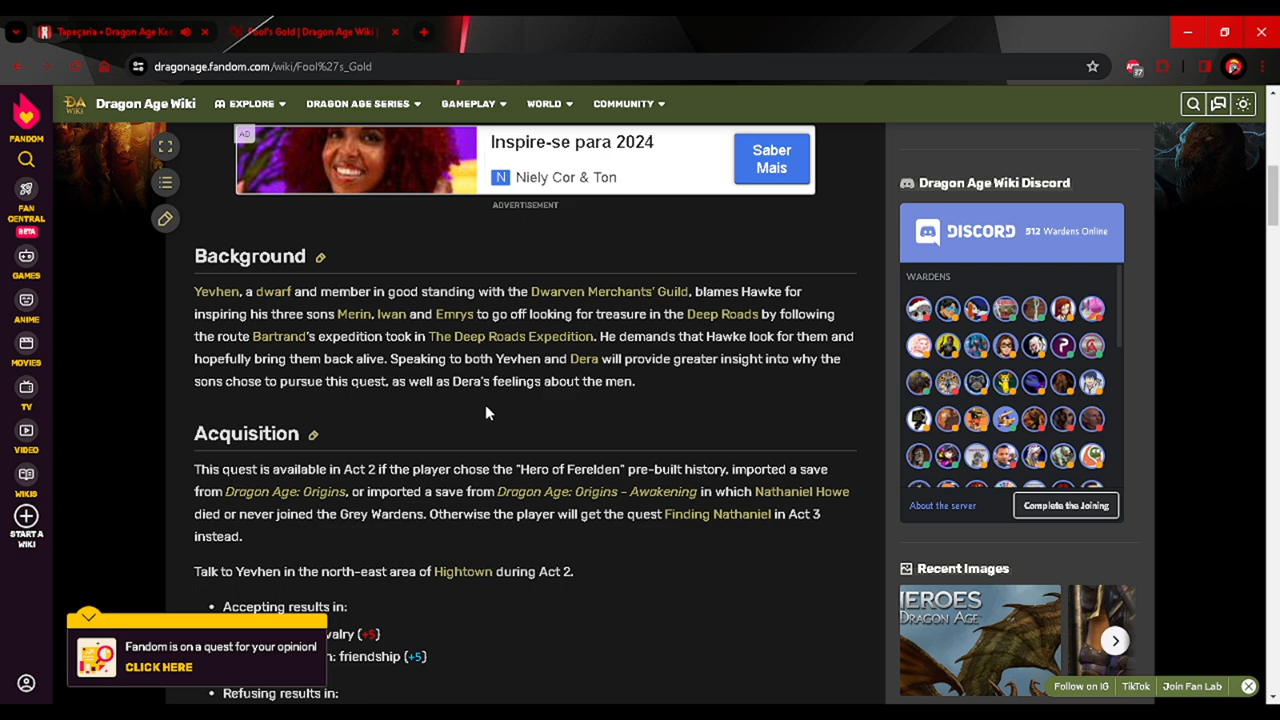 Tapeçaria • Dragon Age Kee
Fool's Gold | Dragon Age Wiki |
dragonage.fandom.com/wiki/Fool%27s_Gold
37
FANDOM
FAN CENTRAL
BETA
GAMES
ANIME
MOVIES
TV
VIDEO
WIKIS
START A WIKI
DA WIKI
Dragon Age Wiki
EXPLORE
DRAGON AGE SERIES
GAMEPLAY
WORLD
COMMUNITY
AD
Inspire-se para 2024
N Niely Cor & Ton
Saber Mais
ADVERTISEMENT
Background
Yevhen, a dwarf and member in good standing with the Dwarven Merchants' Guild, blames Hawke for
inspiring his three sons Merin, Iwan and Emrys to go off looking for treasure in the Deep Roads by following
the route Bartrand's expedition took in The Deep Roads Expedition. He demands that Hawke look for them and
hopefully bring them back alive. Speaking to both Yevhen and Dera will provide greater insight into why the
sons chose to pursue this quest, as well as Dera's feelings about the men.
Acquisition
This quest is available in Act 2 if the player chose the "Hero of Ferelden" pre-built history, imported a save
from Dragon Age: Origins, or imported a save from Dragon Age: Origins - Awakening in which Nathaniel Howe
died or never joined the Grey Wardens. Otherwise the player will get the quest Finding Nathaniel in Act 3
instead.
Talk to Yevhen in the north-east area of Hightown during Act 2.
• Accepting results in:
valry (+5)
n: friendship (+5)
• Refusing results in:
Fandom is on a quest for your opinion!
CLICK HERE
Dragon Age Wiki Discord
DISCORD
512 Wardens Online
WARDENS
About the server
Complete the Joining
Recent Images
HEROES
DRAGON AGE
Follow on IG
TikTok
Join Fan Lab